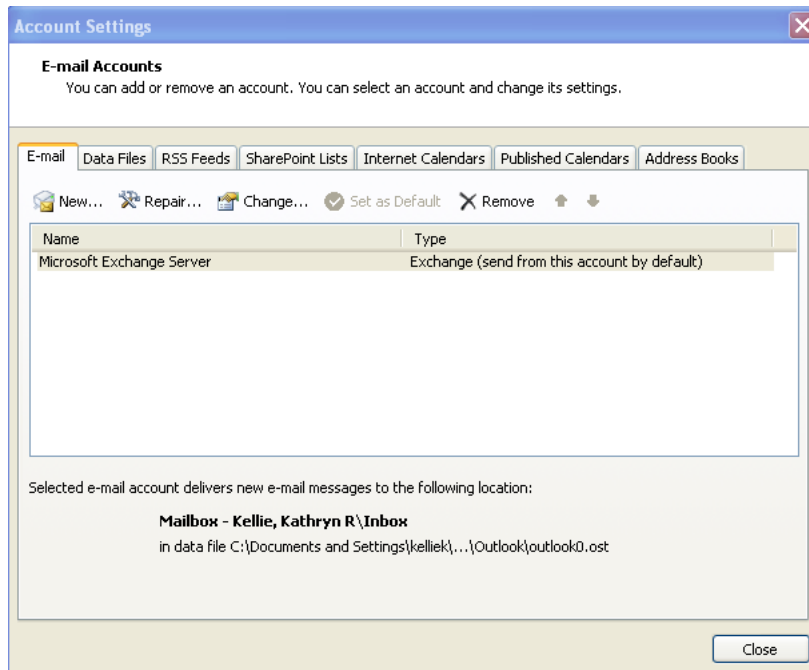 Account Settings
E-mail Accounts
You can add or remove an account. You can select an account and change its settings.
E-mail Data Files RSS Feeds SharePoint Lists Internet Calendars Published Calendars Address Books
New... Repair... Change... Set as Default Remove
Name Type
Microsoft Exchange Server Exchange (send from this account by default)
Selected e-mail account delivers new e-mail messages to the following location:
Mailbox - Kellie, Kathryn R\Inbox
in data file C:\Documents and Settings\kelliek\...\Outlook\outlook0.ost
Close